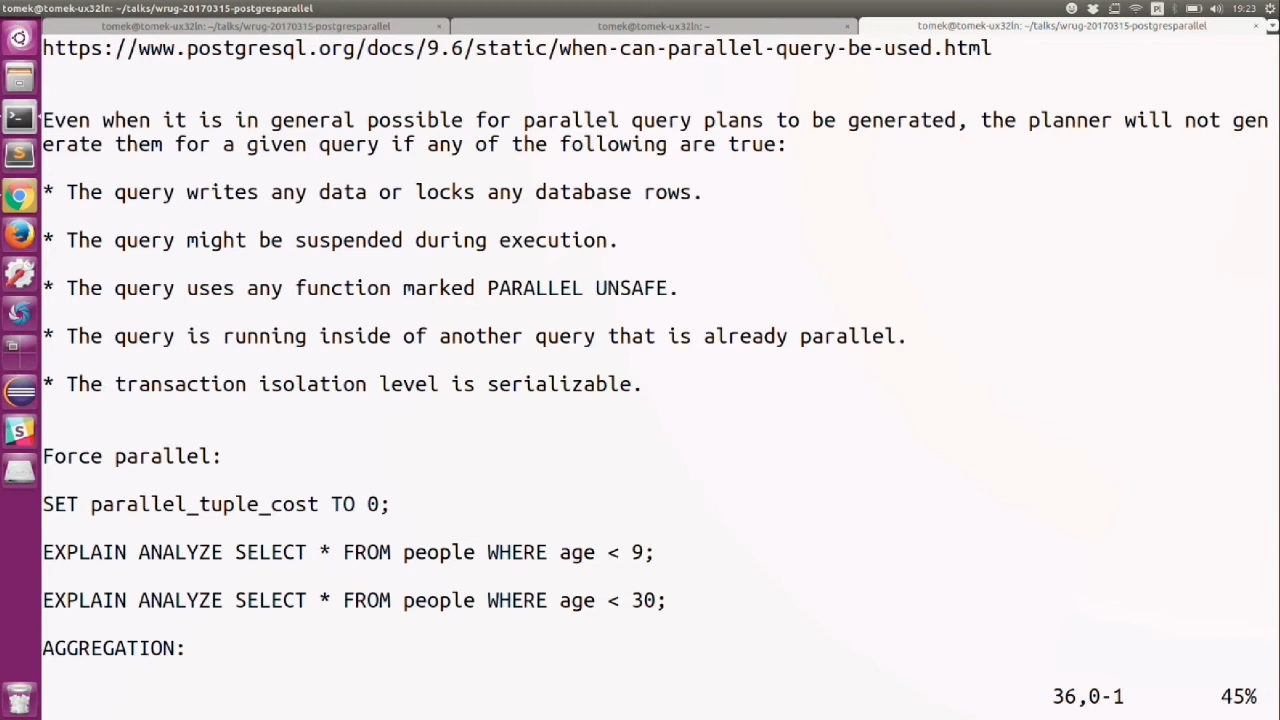 tomek@tomek-ux32ln: ~/talks/wrug-20170315-postgresparallel
19:23
tomek@tomek-ux32ln: ~/talks/wrug-20170315-postgresparallel
tomek@tomek-ux32ln: ~
tomek@tomek-ux32ln: ~/talks/wrug-20170315-postgresparallel
https://www.postgresql.org/docs/9.6/static/when-can-parallel-query-be-used.html
Even when it is in general possible for parallel query plans to be generated, the planner will not gen
erate them for a given query if any of the following are true:
* The query writes any data or locks any database rows.
* The query might be suspended during execution.
* The query uses any function marked PARALLEL UNSAFE.
* The query is running inside of another query that is already parallel.
* The transaction isolation level is serializable.
Force parallel:
SET parallel_tuple_cost TO 0;
EXPLAIN ANALYZE SELECT * FROM people WHERE age < 9;
EXPLAIN ANALYZE SELECT * FROM people WHERE age < 30;
AGGREGATION:
36,0-1 45%